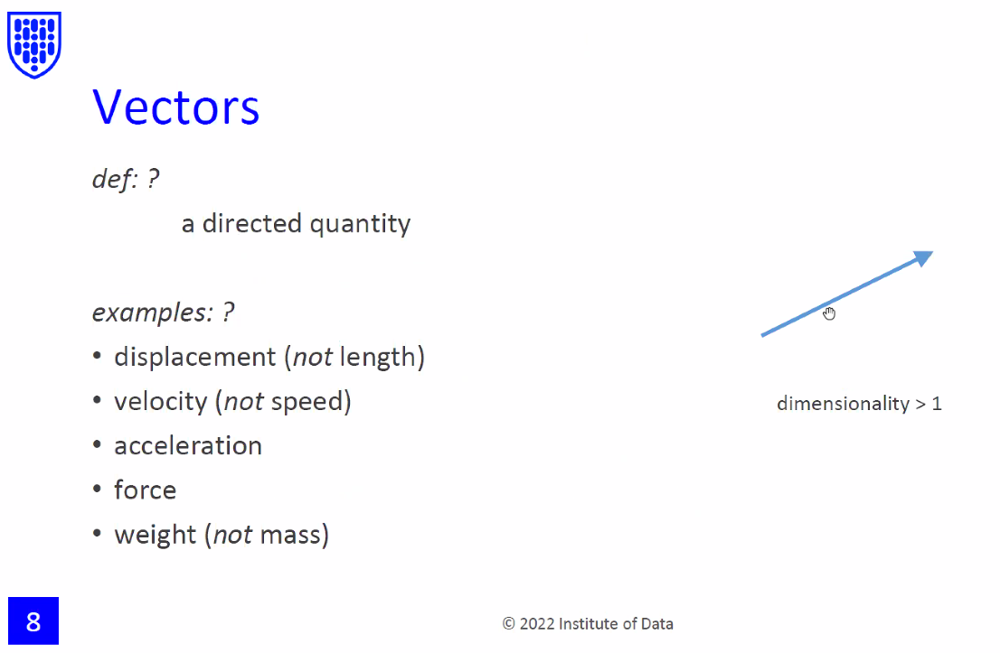 Vectors
def: ?
a directed quantity
examples: ?
• displacement (not length)
• velocity (not speed)
• acceleration
• force
• weight (not mass)
dimensionality > 1
8
© 2022 Institute of Data